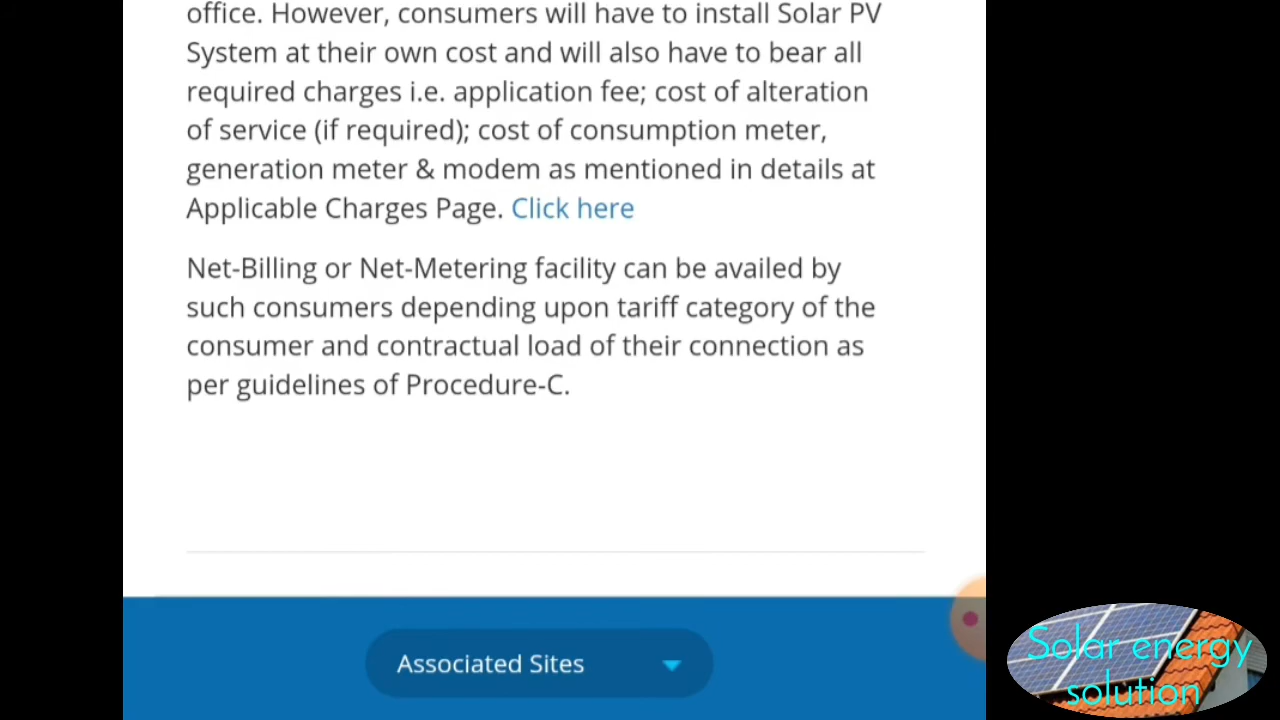 office. However, consumers will have to install Solar PV
System at their own cost and will also have to bear all
required charges i.e. application fee; cost of alteration
of service (if required); cost of consumption meter,
generation meter & modem as mentioned in details at
Applicable Charges Page. Click here
Net-Billing or Net-Metering facility can be availed by
such consumers depending upon tariff category of the
consumer and contractual load of their connection as
per guidelines of Procedure-C.
Associated Sites
Solar energy
solution